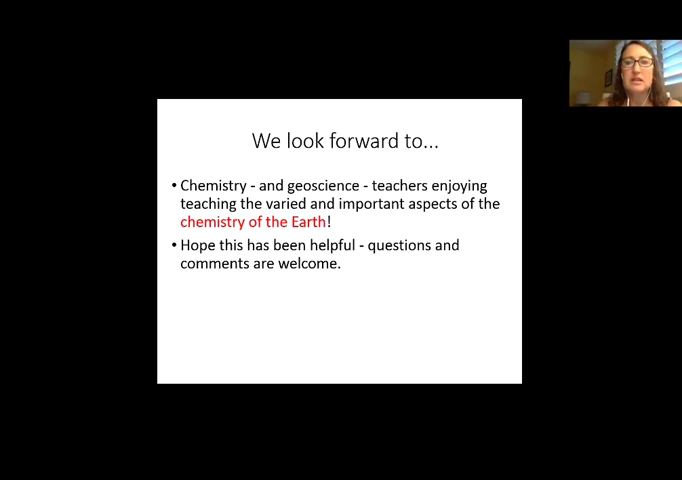 We look forward to...
• Chemistry - and geoscience - teachers enjoying
teaching the varied and important aspects of the
chemistry of the Earth!
• Hope this has been helpful - questions and
comments are welcome.